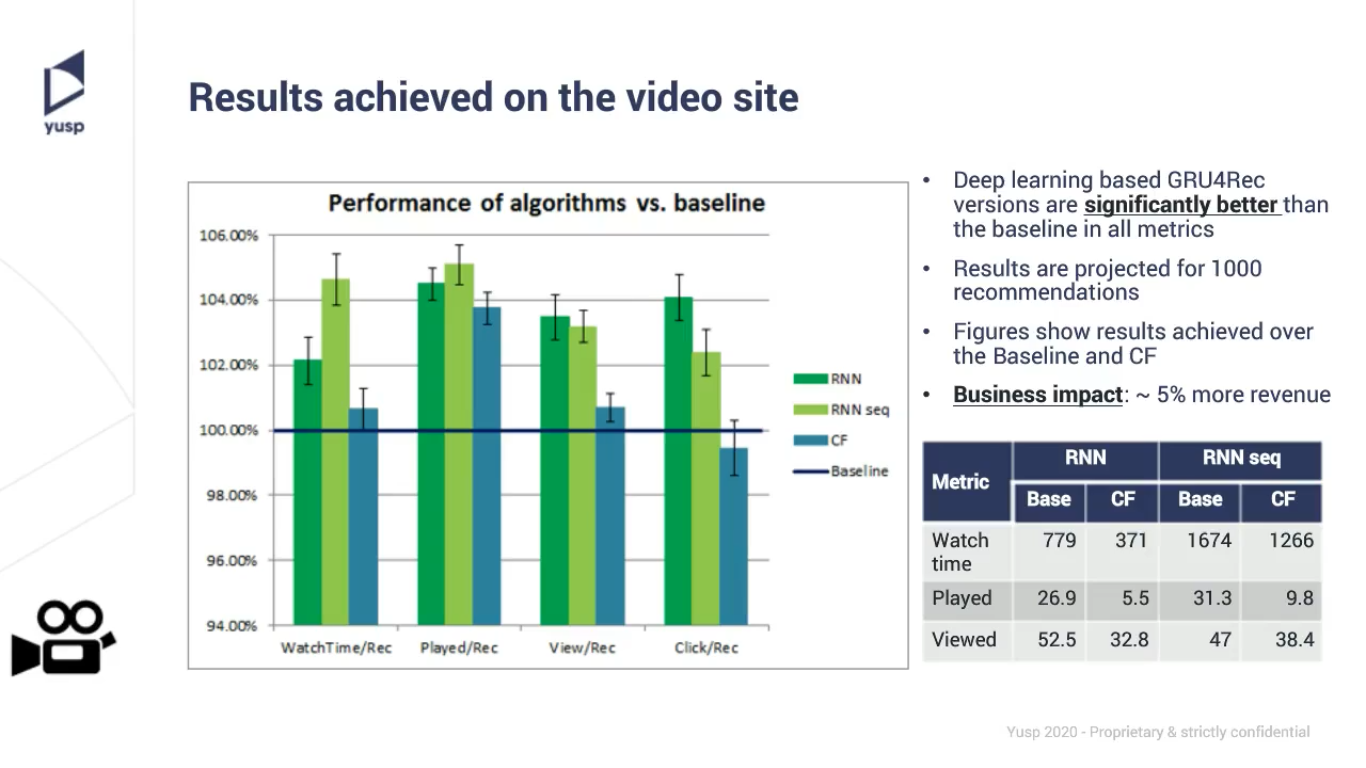 yusp
Results achieved on the video site
Performance of algorithms vs. baseline
106.00%
104.00%
102.00%
100.00%
98.00%
96.00%
94.00%
WatchTime/Rec
Played/Rec
View/Rec
Click/Rec
RNN
RNN seq
CF
Baseline
• Deep learning based GRU4Rec
versions are significantly better than
the baseline in all metrics
• Results are projected for 1000
recommendations
• Figures show results achieved over
the Baseline and CF
• Business impact: ~ 5% more revenue
Metric RNN RNN seq
Base CF Base CF
Watch
time 779 371 1674 1266
Played 26.9 5.5 31.3 9.8
Viewed 52.5 32.8 47 38.4
Yusp 2020 - Proprietary & strictly confidential